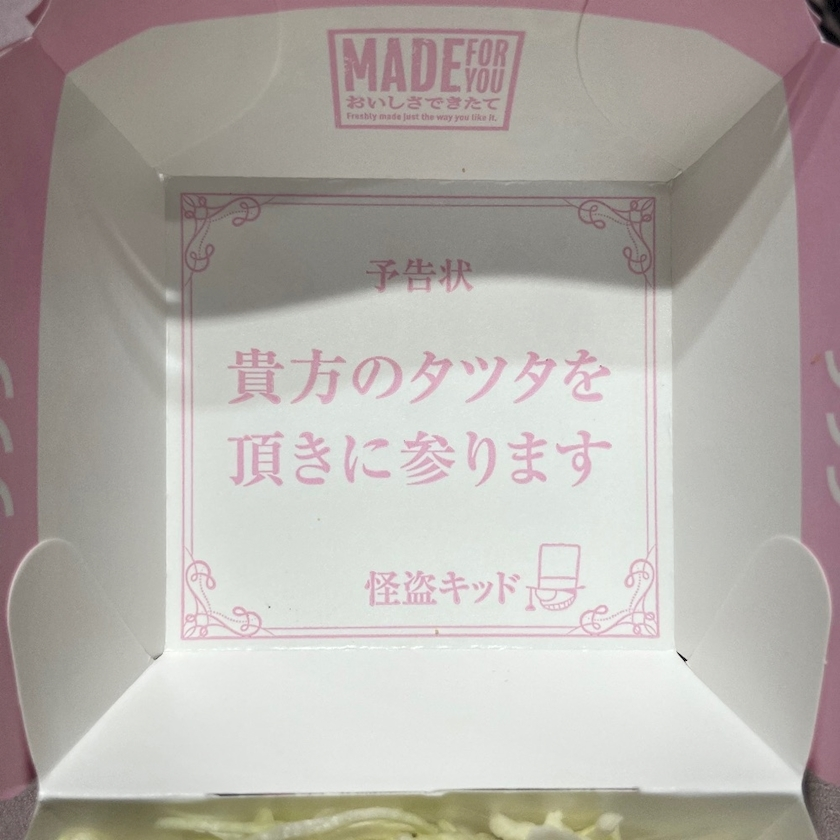 MADE FOR YOU
おいしさできたて
Freshly made just the way you like it.
予告状
貴方のタツタを
頂きに参ります
怪盗キッド